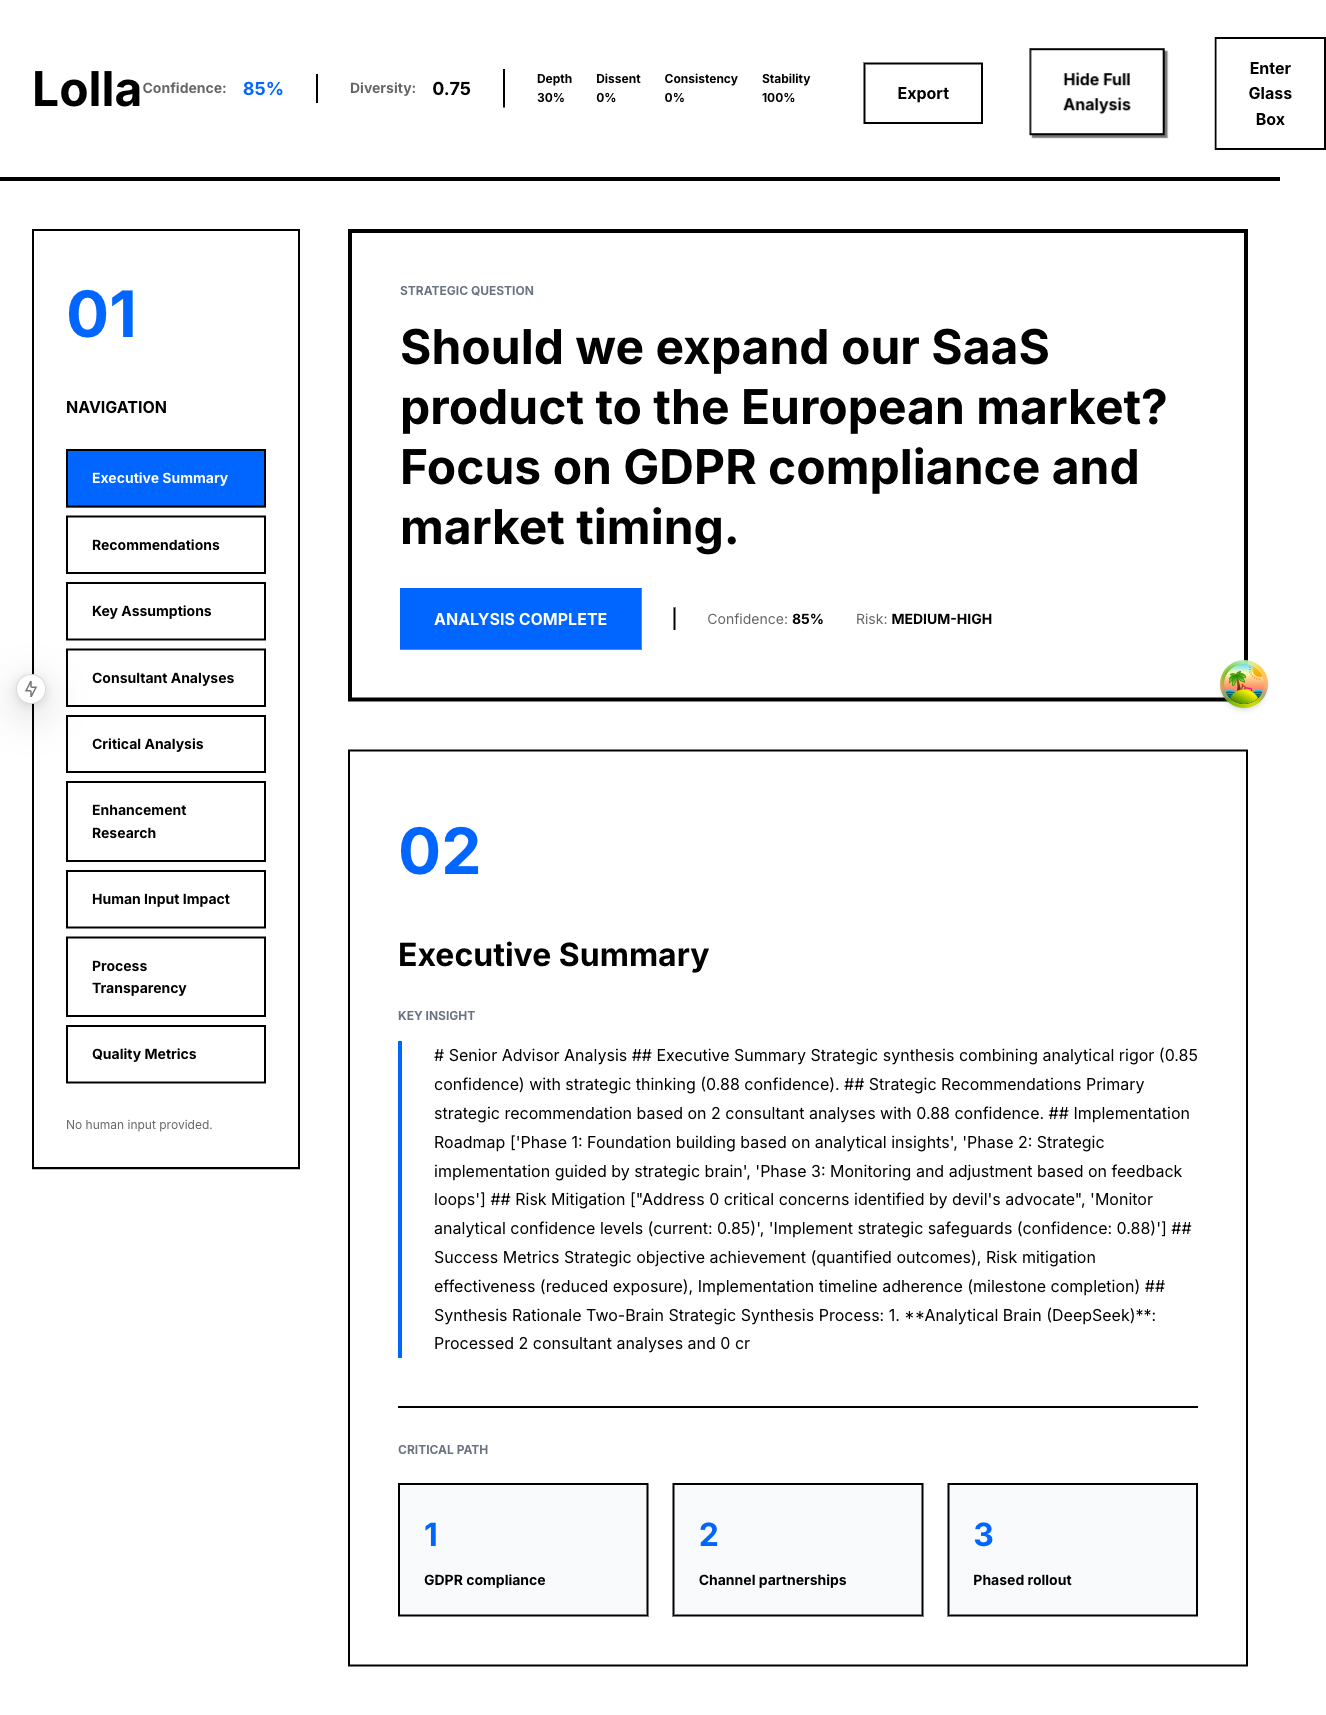 Lolla
Confidence: 85%
Diversity: 0.75
Depth
30%
Dissent
0%
Consistency
0%
Stability
100%
Export
Hide Full
Analysis
Enter
Glass
Box
01
NAVIGATION
Executive Summary
Recommendations
Key Assumptions
Consultant Analyses
Critical Analysis
Enhancement
Research
Human Input Impact
Process
Transparency
Quality Metrics
No human input provided.
STRATEGIC QUESTION
Should we expand our SaaS
product to the European market?
Focus on GDPR compliance and
market timing.
ANALYSIS COMPLETE
Confidence: 85%
Risk: MEDIUM-HIGH
02
Executive Summary
KEY INSIGHT
# Senior Advisor Analysis ## Executive Summary Strategic synthesis combining analytical rigor (0.85
confidence) with strategic thinking (0.88 confidence). ## Strategic Recommendations Primary
strategic recommendation based on 2 consultant analyses with 0.88 confidence. ## Implementation
Roadmap ['Phase 1: Foundation building based on analytical insights', 'Phase 2: Strategic
implementation guided by strategic brain', 'Phase 3: Monitoring and adjustment based on feedback
loops'] ## Risk Mitigation ["Address 0 critical concerns identified by devil's advocate", 'Monitor
analytical confidence levels (current: 0.85)', 'Implement strategic safeguards (confidence: 0.88)'] ##
Success Metrics Strategic objective achievement (quantified outcomes), Risk mitigation
effectiveness (reduced exposure), Implementation timeline adherence (milestone completion) ##
Synthesis Rationale Two-Brain Strategic Synthesis Process: 1. **Analytical Brain (DeepSeek)**:
Processed 2 consultant analyses and 0 cr
CRITICAL PATH
1
GDPR compliance
2
Channel partnerships
3
Phased rollout